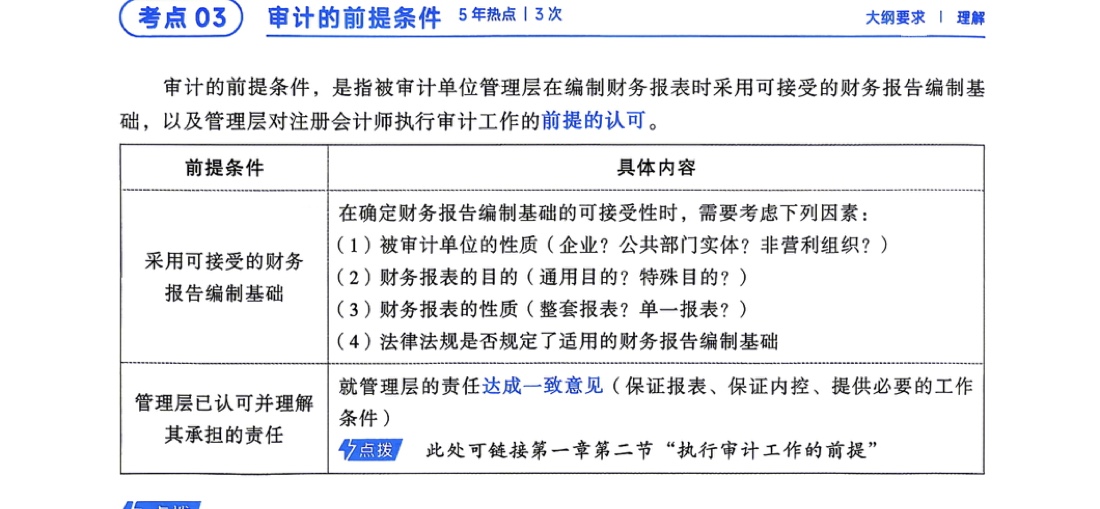 考点 03 审计的前提条件 5年热点 | 3次 大纲要求 | 理解
审计的前提条件，是指被审计单位管理层在编制财务报表时采用可接受的财务报告编制基
础，以及管理层对注册会计师执行审计工作的前提的认可。
前提条件 具体内容
采用可接受的财务
报告编制基础
在确定财务报告编制基础的可接受性时，需要考虑下列因素：
（1）被审计单位的性质（企业？公共部门实体？非营利组织？）
（2）财务报表的目的（通用目的？特殊目的？）
（3）财务报表的性质（整套报表？单一报表？）
（4）法律法规是否规定了适用的财务报告编制基础
管理层已认可并理解
其承担的责任
就管理层的责任达成一致意见（保证报表、保证内控、提供必要的工作
条件）
点拨 此处可链接第一章第二节“执行审计工作的前提”